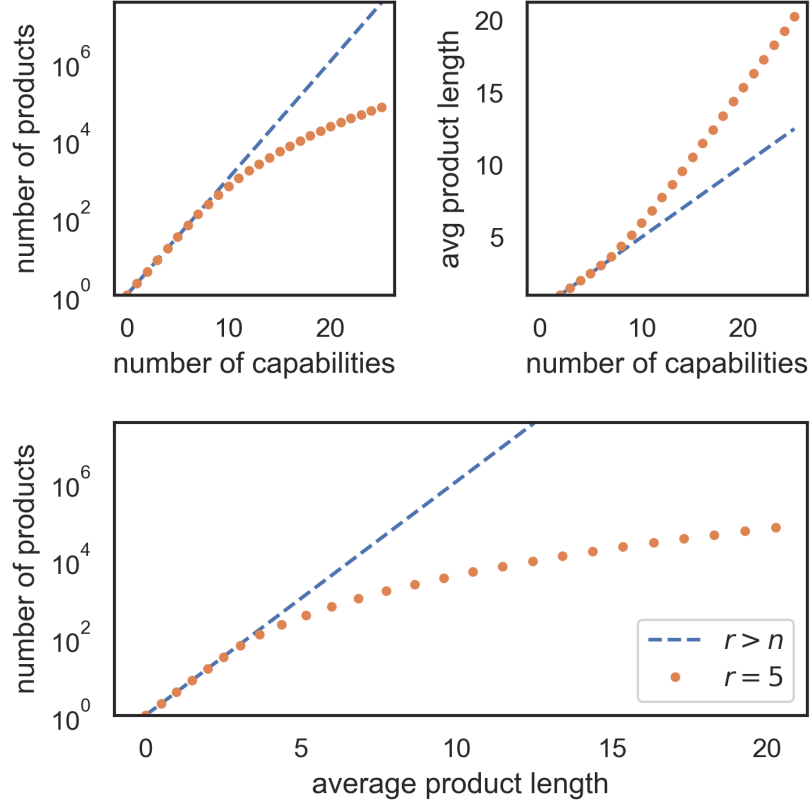 number of products
10^6
10^4
10^2
10^0
0 10 20
number of capabilities
avg product length
20
15
10
5
0 10 20
number of capabilities
number of products
10^6
10^4
10^2
10^0
r > n
r = 5
0 5 10 15 20
average product length